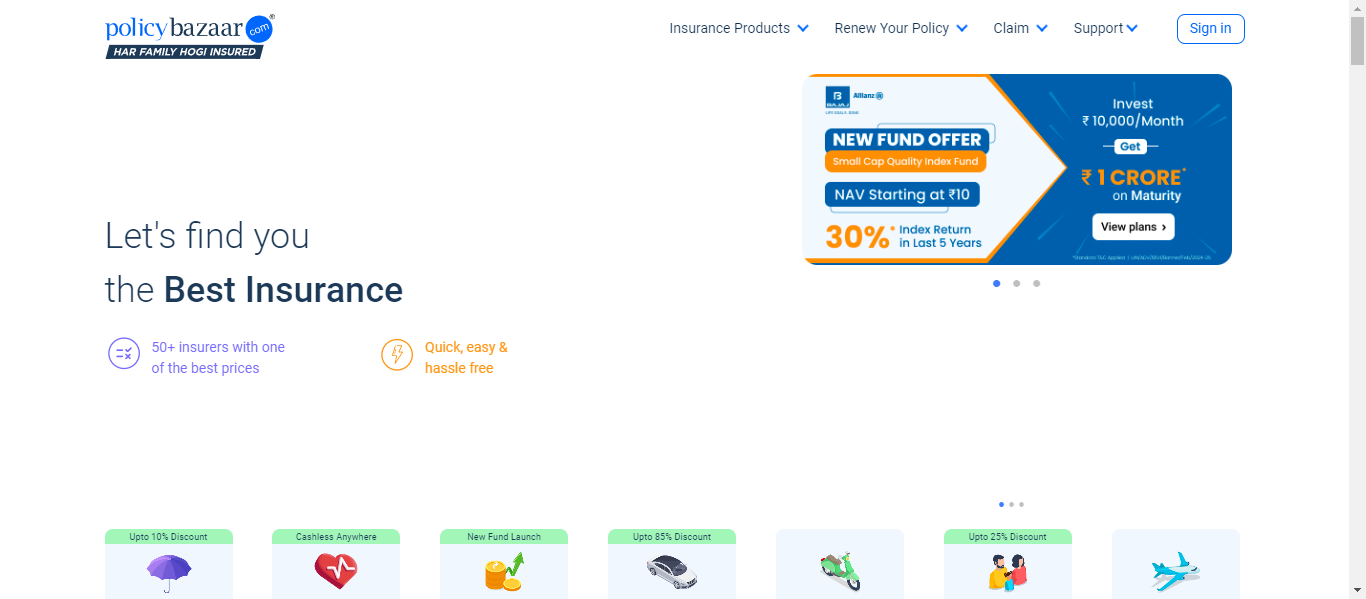 policybazaar.com®
HAR FAMILY HOGI INSURED
Insurance Products
Renew Your Policy
Claim
Support
Sign in
BAJAJ Allianz
NEW FUND OFFER
Small Cap Quality Index Fund
NAV Starting at ₹10
30%* Index Return
in Last 5 Years
Invest
₹ 10,000/Month
Get
₹ 1 CRORE*
on Maturity
View plans ›
Let's find you
the Best Insurance
50+ insurers with one
of the best prices
Quick, easy &
hassle free
Upto 10% Discount
Cashless Anywhere
New Fund Launch
Upto 85% Discount
Upto 25% Discount